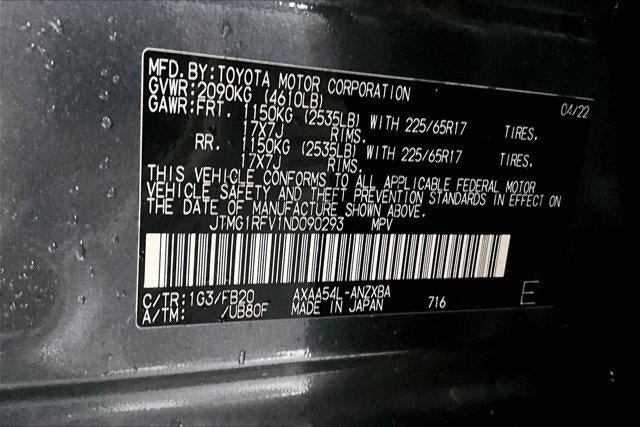 MFD.BY:TOYOTA MOTOR CORPORATION 04/22
GVWR:2090KG (4610LB)
GAWR:FRT. 1150KG (2535LB) WITH 225/65R17 TIRES.
17X7J RIMS.
RR. 1150KG (2535LB) WITH 225/65R17 TIRES.
17X7J RIMS.
THIS VEHICLE CONFORMS TO ALL APPLICABLE FEDERAL MOTOR
VEHICLE SAFETY AND THEFT PREVENTION STANDARDS IN EFFECT ON
THE DATE OF MANUFACTURE SHOWN ABOVE.
JTMG1RFV1ND090293 MPV
C/TR:1G3/FB20 AXAA54L-ANZXBA
A/TM: /UB80F MADE IN JAPAN 716 E